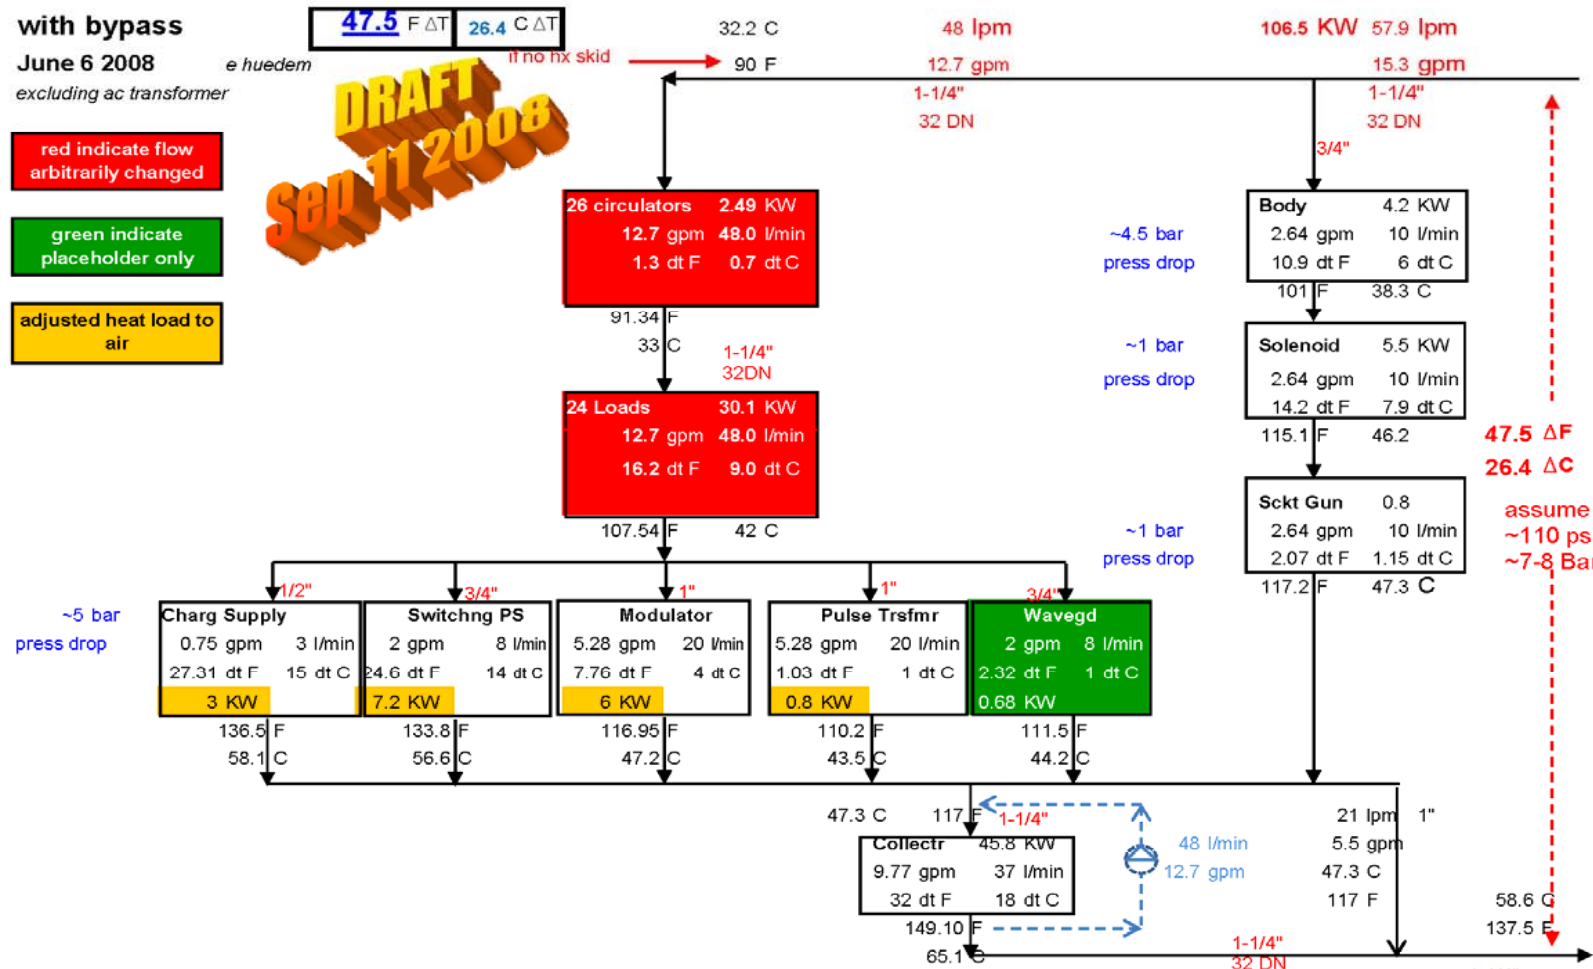 with bypass
47.5 F ΔT 26.4 C ΔT
32.2 C
48 lpm
106.5 KW 57.9 lpm
June 6 2008
e huedem
if no hx skid
90 F
12.7 gpm
15.3 gpm
excluding ac transformer
1-1/4"
32 DN
1-1/4"
32 DN
DRAFT
Sep 11 2008
red indicate flow
arbitrarily changed
green indicate
placeholder only
adjusted heat load to
air
3/4"
26 circulators 2.49 KW
12.7 gpm 48.0 l/min
1.3 dt F 0.7 dt C
91.34 F
33 C
1-1/4"
32DN
24 Loads 30.1 KW
12.7 gpm 48.0 l/min
16.2 dt F 9.0 dt C
107.54 F 42 C
~4.5 bar
press drop
Body 4.2 KW
2.64 gpm 10 l/min
10.9 dt F 6 dt C
101 F 38.3 C
~1 bar
press drop
Solenoid 5.5 KW
2.64 gpm 10 l/min
14.2 dt F 7.9 dt C
115.1 F 46.2
~1 bar
press drop
Sckt Gun 0.8
2.64 gpm 10 l/min
2.07 dt F 1.15 dt C
117.2 F 47.3 C
47.5 ΔF
26.4 ΔC
assume
~110 ps
~7-8 Bar
~5 bar
press drop
1/2"
Charg Supply
0.75 gpm 3 l/min
27.31 dt F 15 dt C
3 KW
136.5 F
58.1 C
3/4"
Switchng PS
2 gpm 8 l/min
24.6 dt F 14 dt C
7.2 KW
133.8 F
56.6 C
1"
Modulator
5.28 gpm 20 l/min
7.76 dt F 4 dt C
6 KW
116.95 F
47.2 C
1"
Pulse Trsfmr
5.28 gpm 20 l/min
1.03 dt F 1 dt C
0.8 KW
110.2 F
43.5 C
3/4"
Wavegd
2 gpm 8 l/min
2.32 dt F 1 dt C
0.68 KW
111.5 F
44.2 C
47.3 C 117 F
1-1/4"
Collectr 45.8 KW
9.77 gpm 37 l/min
32 dt F 18 dt C
149.10 F
65.1 C
48 l/min
12.7 gpm
21 lpm 1"
5.5 gpm
47.3 C
117 F
58.6 C
137.5 F
1-1/4"
32 DN